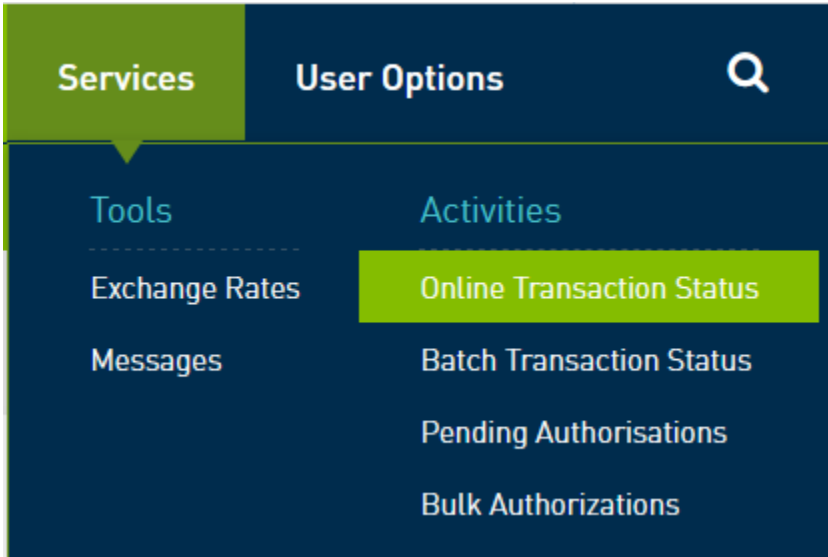 Services User Options
Tools
Exchange Rates
Messages
Activities
Online Transaction Status
Batch Transaction Status
Pending Authorisations
Bulk Authorizations